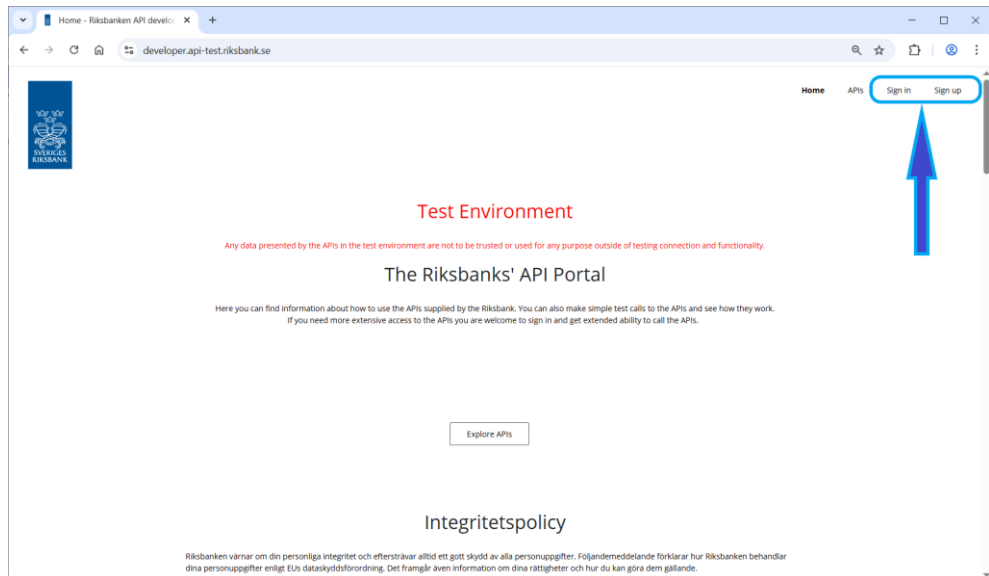 Home - Riksbanken API develo
developer.api-test.riksbank.se
Home APIs Sign in Sign up
SVERIGES
RIKSBANK
Test Environment
Any data presented by the APIs in the test environment are not to be trusted or used for any purpose outside of testing connection and functionality.
The Riksbanks' API Portal
Here you can find information about how to use the APIs supplied by the Riksbank. You can also make simple test calls to the APIs and see how they work.
If you need more extensive access to the APIs you are welcome to sign in and get extended ability to call the APIs.
Explore APIs
Integritetspolicy
Riksbanken värnar om din personliga integritet och eftersträvar alltid ett gott skydd av alla personuppgifter. Följandemeddelande förklarar hur Riksbanken behandlar
dina personuppgifter enligt EUs dataskyddsförordning. Det framgår även information om dina rättigheter och hur du kan göra dem gällande.